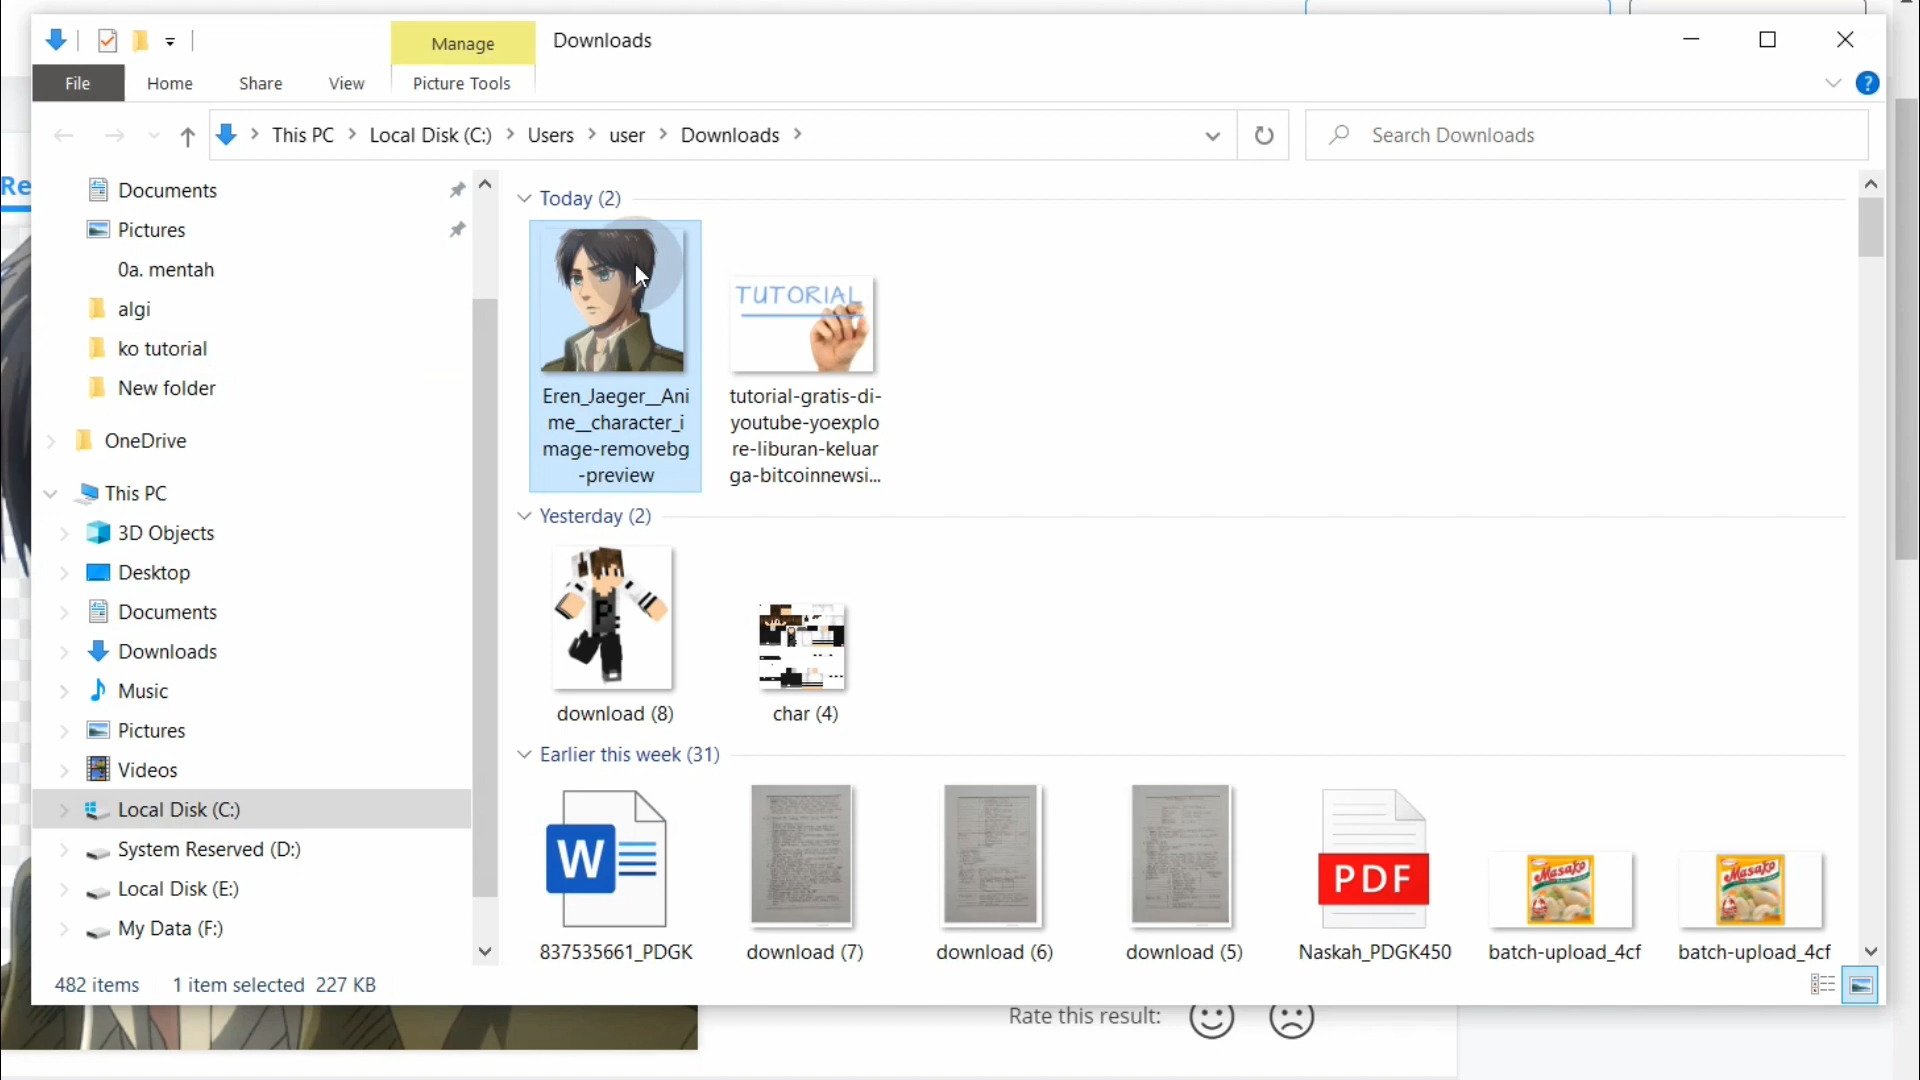 Manage
Downloads
File
Home
Share
View
Picture Tools
?
This PC
Local Disk (C:)
Users
user
Downloads
Search Downloads
Re
Documents
Pictures
0a. mentah
algi
ko tutorial
New folder
OneDrive
This PC
3D Objects
Desktop
Documents
Downloads
Music
Pictures
Videos
Local Disk (C:)
System Reserved (D:)
Local Disk (E:)
My Data (F:)
Today (2)
TUTORIAL
Eren_Jaeger__Ani
me__character_i
mage-removebg
-preview
tutorial-gratis-di-
youtube-yoexplo
re-liburan-keluar
ga-bitcoinnewsi...
Yesterday (2)
P
download (8)
char (4)
Earlier this week (31)
W
PDF
Masako
Masako
837535661_PDGK
download (7)
download (6)
download (5)
Naskah_PDGK450
batch-upload_4cf
batch-upload_4cf
482 items
1 item selected 227 KB
Rate this result: